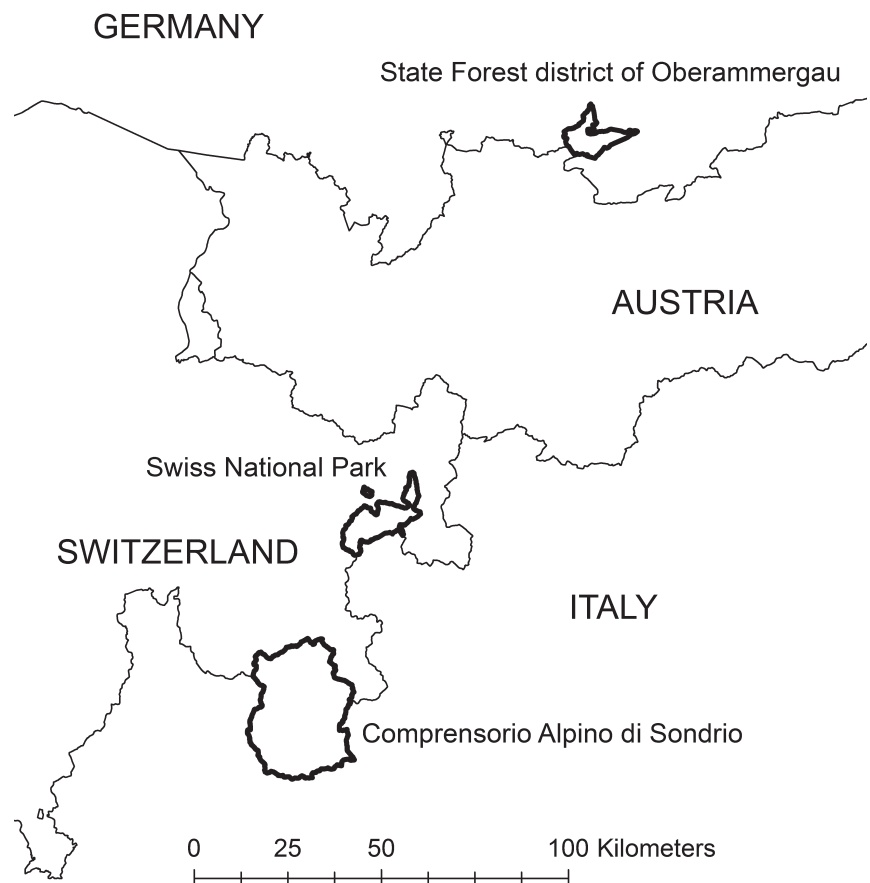 GERMANY
State Forest district of Oberammergau
AUSTRIA
Swiss National Park
SWITZERLAND
ITALY
Comprensorio Alpino di Sondrio
0 25 50 100 Kilometers